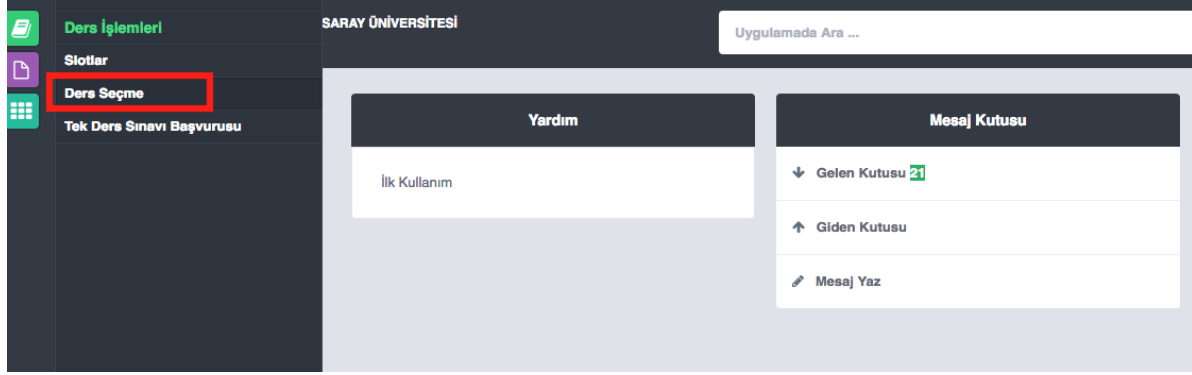 Ders İşlemleri
Slotlar
Ders Seçme
Tek Ders Sınavı Başvurusu
SARAY ÜNİVERSİTESİ
Uygulamada Ara ...
Yardım
İlk Kullanım
Mesaj Kutusu
Gelen Kutusu 21
Giden Kutusu
Mesaj Yaz